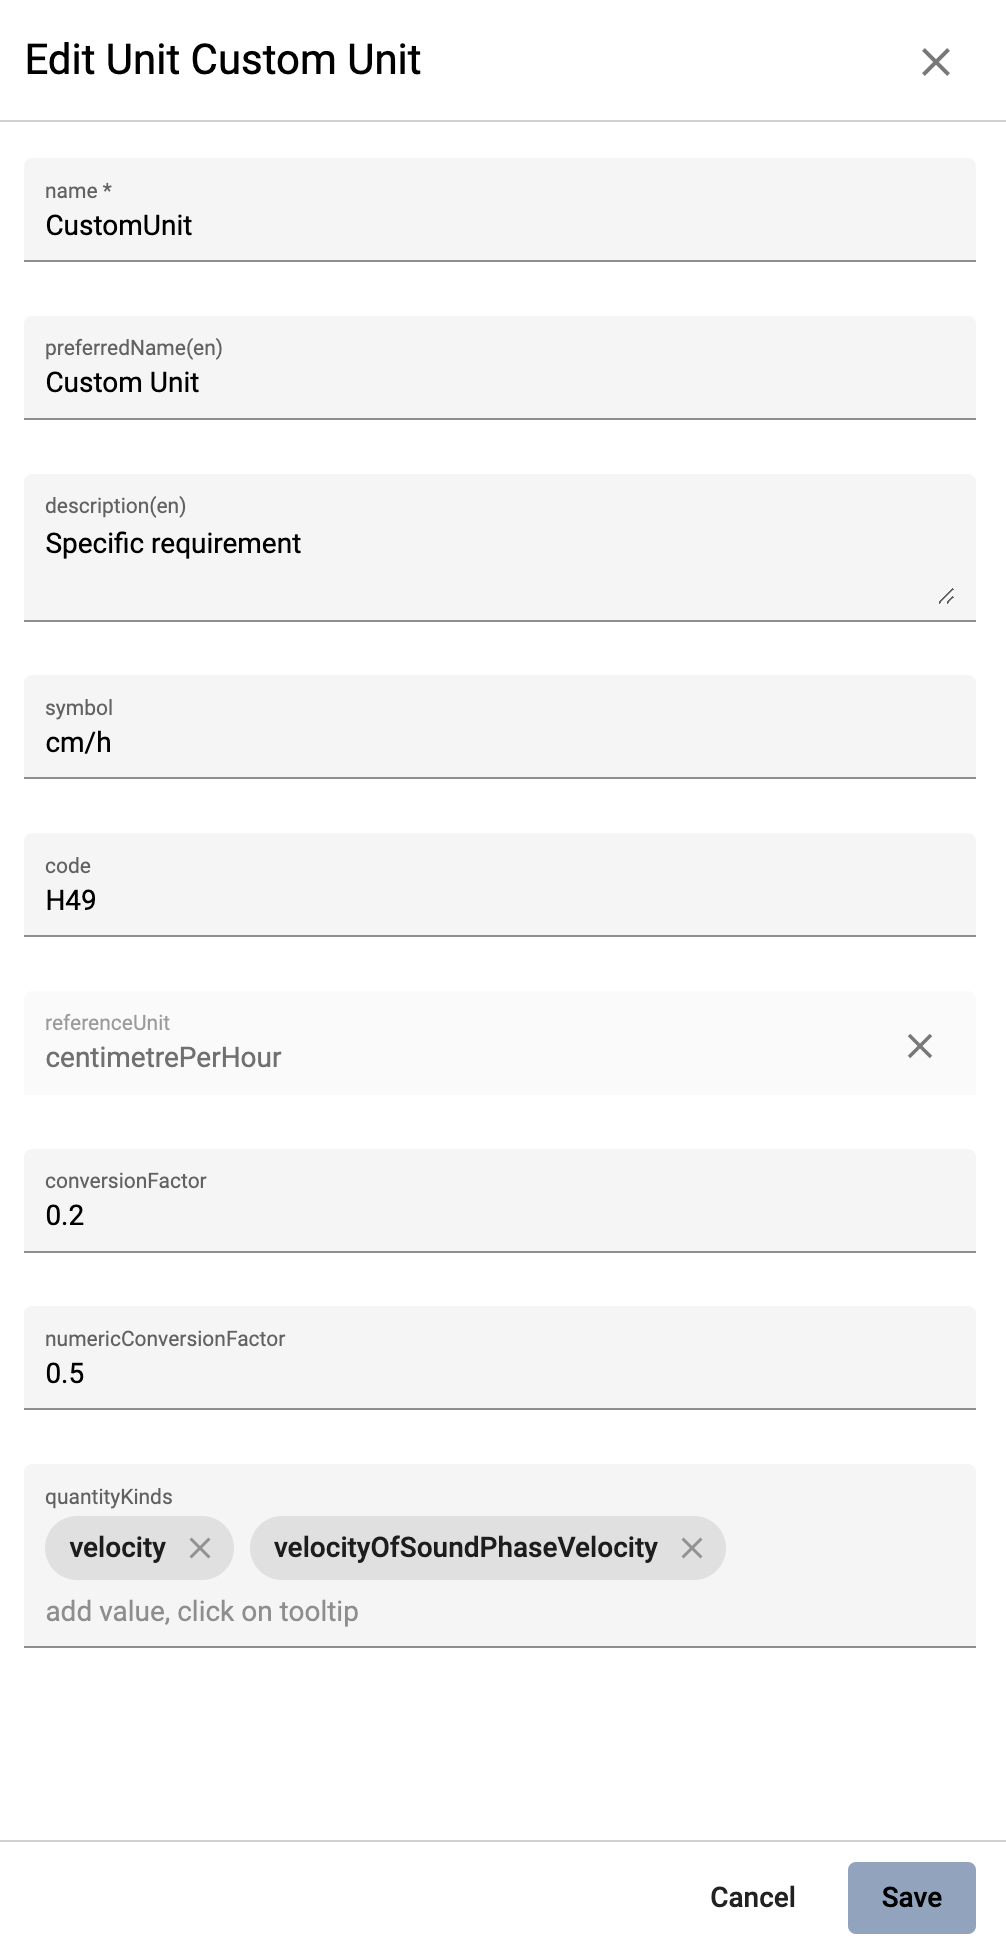 Edit Unit Custom Unit
name *
CustomUnit
preferredName(en)
Custom Unit
description(en)
Specific requirement
symbol
cm/h
code
H49
referenceUnit
centimetrePerHour
conversionFactor
0.2
numericConversionFactor
0.5
quantityKinds
velocity velocityOfSoundPhaseVelocity
add value, click on tooltip
Cancel Save